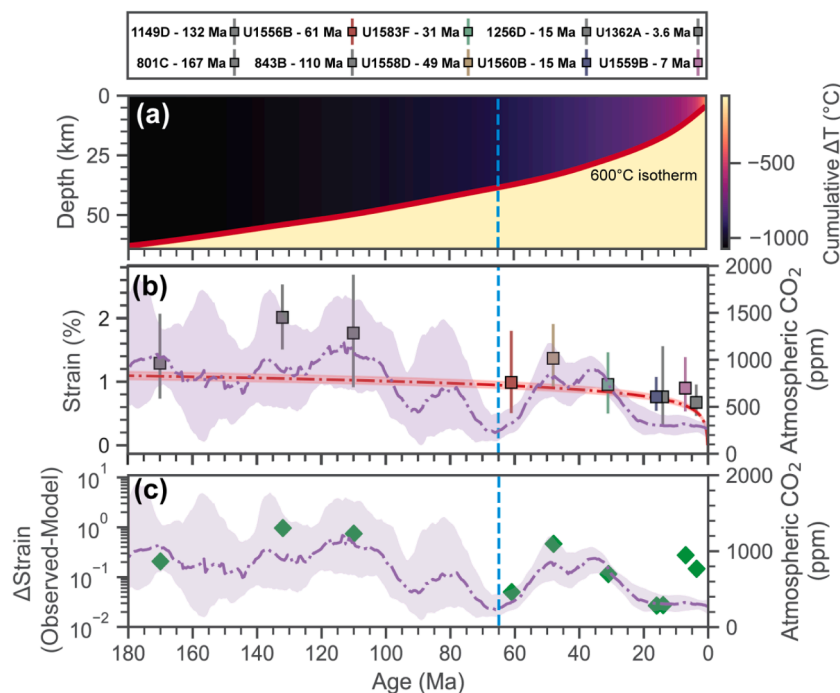 1149D - 132 Ma U1556B - 61 Ma U1583F - 31 Ma 1256D - 15 Ma U1362A - 3.6 Ma
801C - 167 Ma 843B - 110 Ma U1558D - 49 Ma U1560B - 15 Ma U1559B - 7 Ma
(a)
Depth (km)
0
25
50
600°C isotherm
Cumulative ΔT (°C)
−500
−1000
(b)
Strain (%)
2
1
0
Atmospheric CO2
(ppm)
2000
1500
1000
500
0
(c)
ΔStrain
(Observed-Model)
10^1
10^0
10^−1
10^−2
Atmospheric CO2
(ppm)
2000
1000
0
180 160 140 120 100 80 60 40 20 0
Age (Ma)